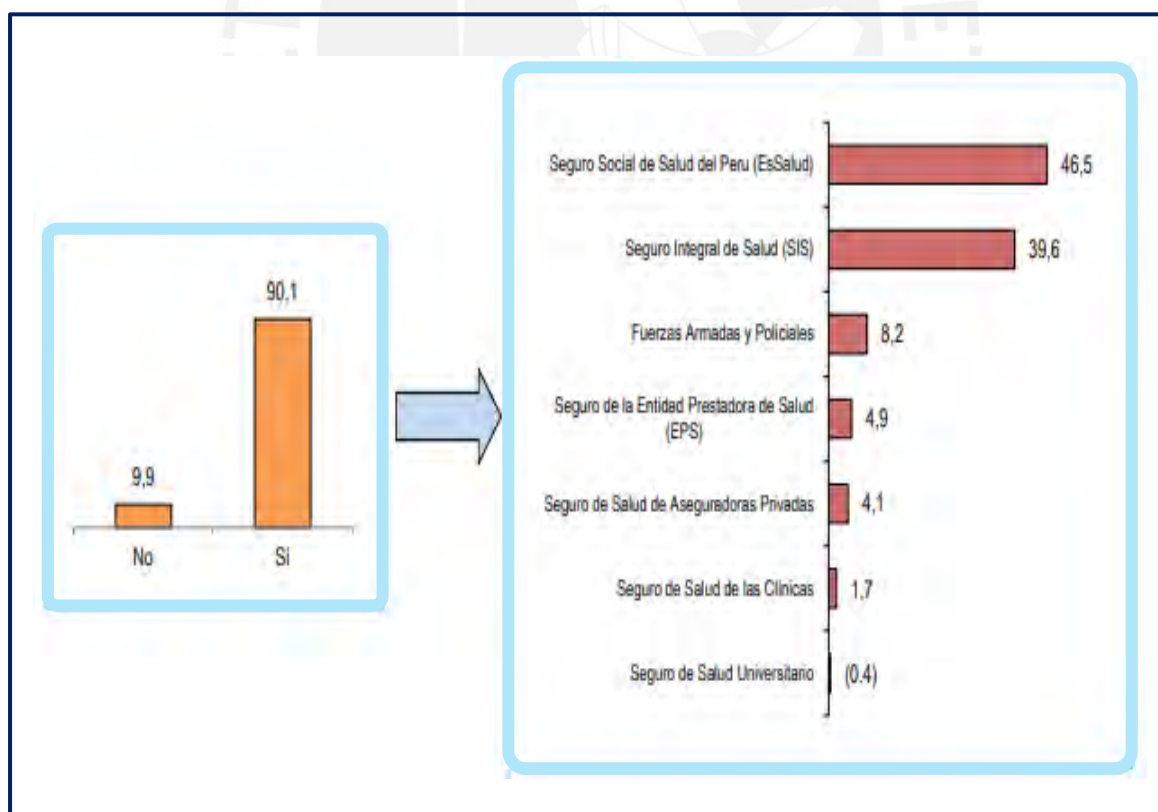 90,1
9,9
No
Si
Seguro Social de Salud del Peru (EsSalud)
46,5
Seguro Integral de Salud (SIS)
39,6
Fuerzas Armadas y Policiales
8,2
Seguro de la Entidad Prestadora de Salud
(EPS)
4,9
Seguro de Salud de Aseguradoras Privadas
4,1
Seguro de Salud de las Clinicas
1,7
Seguro de Salud Universitario
(0.4)